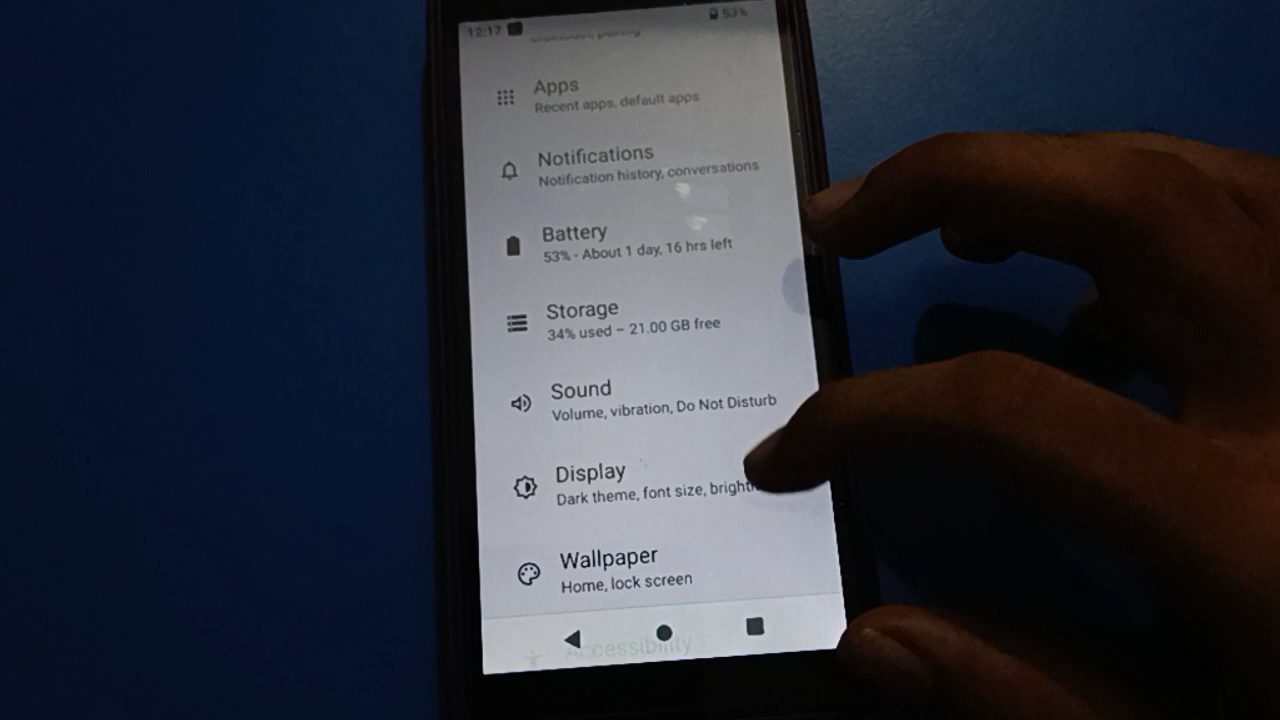 12:17
53%
Apps
Recent apps, default apps
Notifications
Notification history, conversations
Battery
53% - About 1 day, 16 hrs left
Storage
34% used – 21.00 GB free
Sound
Volume, vibration, Do Not Disturb
Display
Dark theme, font size,
Wallpaper
Home, lock screen
Accessibility